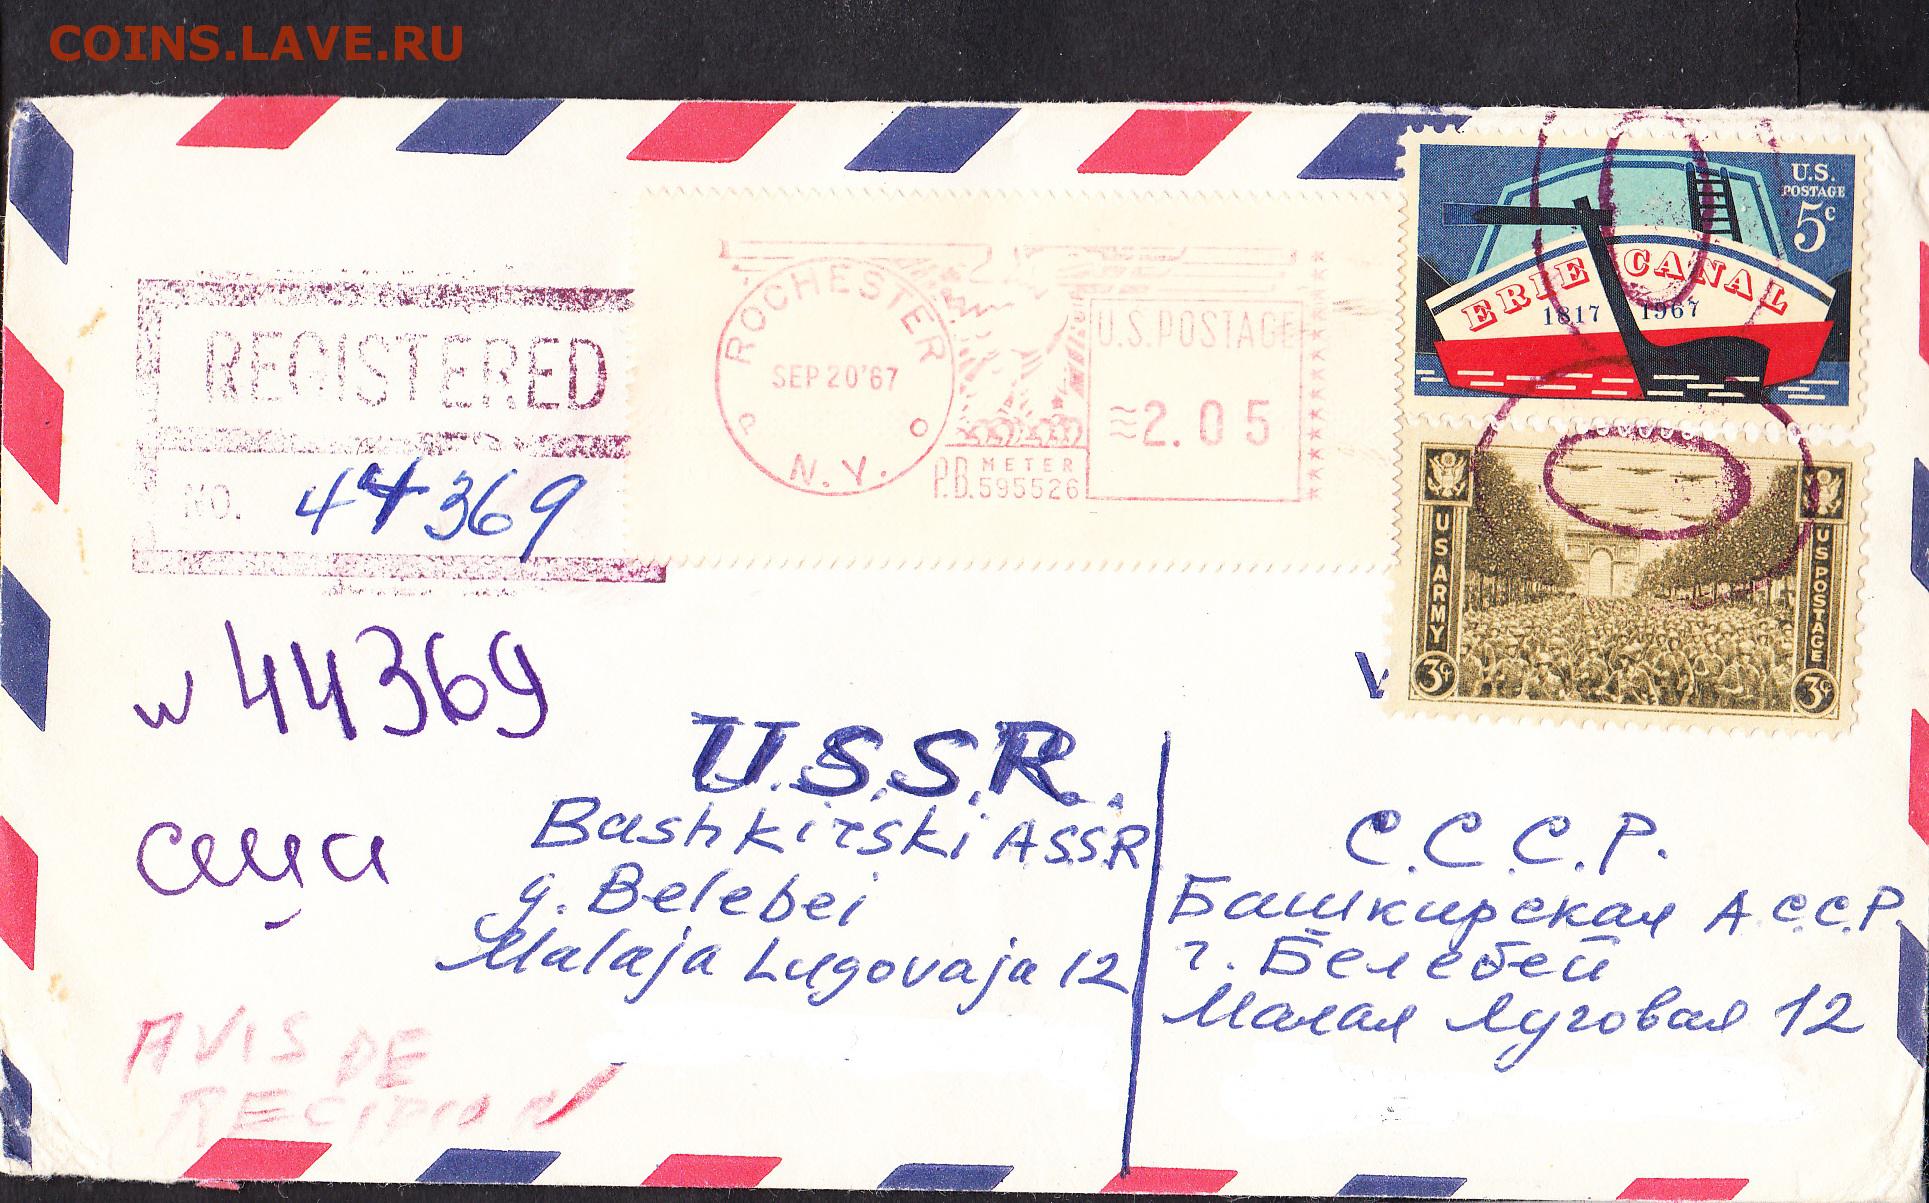 COINS.LAVE.RU
REGISTERED
NO. 44369
ROCHESTER
SEP 20'67
N.Y.
U.S. POSTAGE
≈2.05
P.B. METER
595526
U.S.
POSTAGE
5c
ERIE CANAL
1817 1967
US ARMY
US POSTAGE
3c
3c
44369
США
U.S.S.R.
Bashkirski ASSR
g. Belebei
Malaja Lugovaja 12
С.С.С.Р.
Башкирская А.С.С.Р.
г. Белебей
Малая Луговая 12
AVIS DE